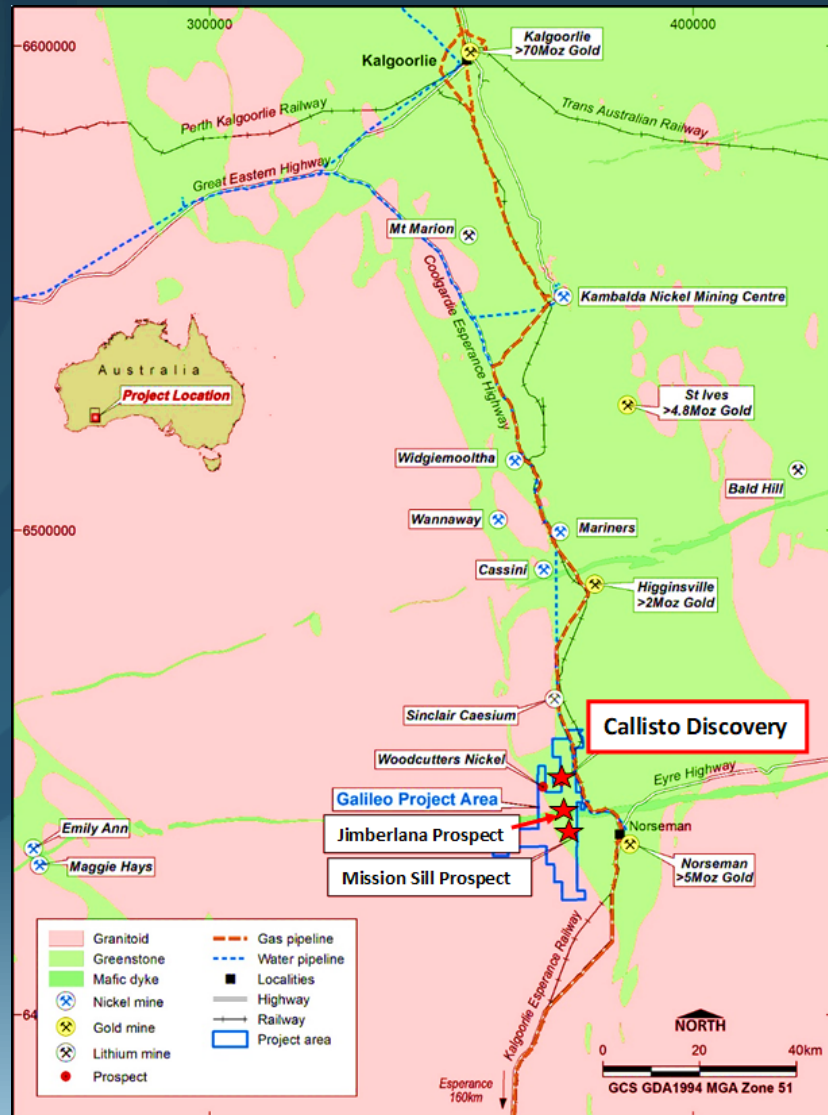 300000
400000
6600000
Kalgoorlie
>70Moz Gold
Kalgoorlie
Perth Kalgoorlie Railway
Trans Australian Railway
Great Eastern Highway
Mt Marion
Coolgardie Esperance Highway
Kambalda Nickel Mining Centre
Australia
Project Location
St Ives
>4.8Moz Gold
Widgiemooltha
Bald Hill
Wannaway
Mariners
6500000
Cassini
Higginsville
>2Moz Gold
Sinclair Caesium
Callisto Discovery
Woodcutters Nickel
Eyre Highway
Galileo Project Area
Emily Ann
Jimberlana Prospect
Norseman
Maggie Hays
Mission Sill Prospect
Norseman
>5Moz Gold
Granitoid
Greenstone
Mafic dyke
Nickel mine
Gold mine
Lithium mine
Prospect
Gas pipeline
Water pipeline
Localities
Highway
Railway
Project area
Kalgoorlie Esperance Railway
NORTH
0 20 40km
GCS GDA1994 MGA Zone 51
Esperance
160km